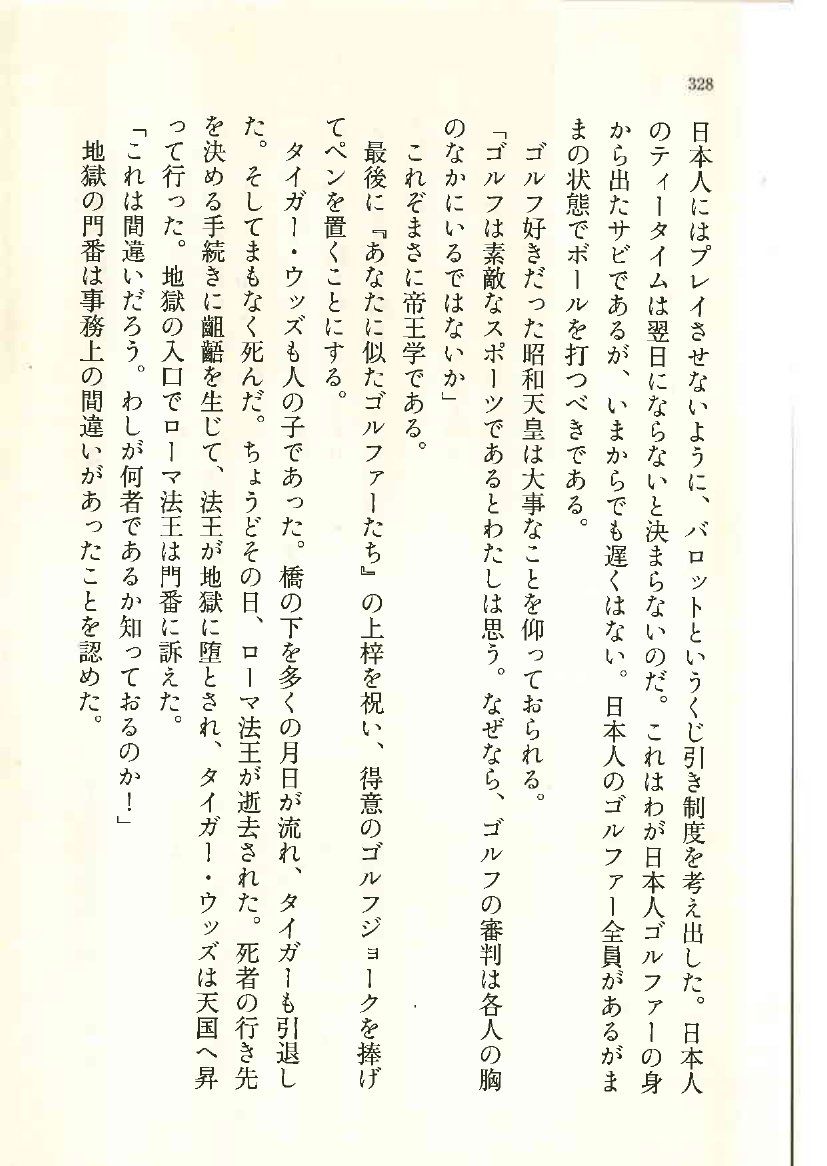 328
日本人にはプレイさせないように、バロットというくじ引き制度を考え出した。日本人
のティータイムは翌日にならないと決まらないのだ。これはわが日本人ゴルファーの身
から出たサビであるが、いまからでも遅くはない。日本人のゴルファー全員があるがま
まの状態でボールを打つべきである。
ゴルフ好きだった昭和天皇は大事なことを仰っておられる。
「ゴルフは素敵なスポーツであるとわたしは思う。なぜなら、ゴルフの審判は各人の胸
のなかにいるではないか」
これぞまさに帝王学である。
最後に『あなたに似たゴルファーたち』の上梓を祝い、得意のゴルフジョークを捧げ
てペンを置くことにする。
タイガー・ウッズも人の子であった。橋の下を多くの月日が流れ、タイガーも引退し
た。そしてまもなく死んだ。ちょうどその日、ローマ法王が逝去された。死者の行き先
を決める手続きに齟齬を生じて、法王が地獄に堕とされ、タイガー・ウッズは天国へ昇
って行った。地獄の入口でローマ法王は門番に訴えた。
「これは間違いだろう。わしが何者であるか知っておるのか！」
地獄の門番は事務上の間違いがあったことを認めた。